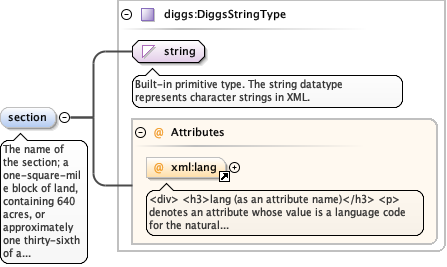 diggs:DiggsStringType
string
Built-in primitive type. The string datatype
represents character strings in XML.
section
The name of
the section; a
one-square-mil
e block of land,
containing 640
acres, or
approximately
one thirty-sixth
of a...
@ Attributes
@ xml:lang
<div> <h3>lang (as an attribute name)</h3> <p>
denotes an attribute whose value is a language code
for the natural...